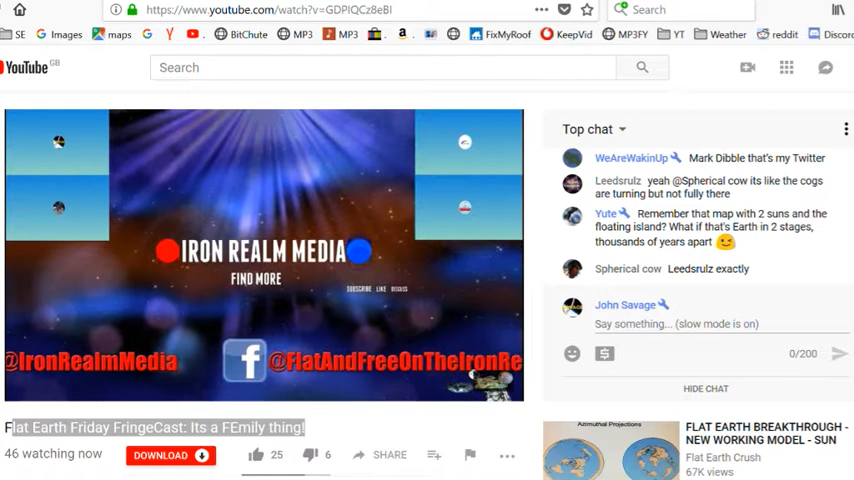 https://www.youtube.com/watch?v=GDPIQCz8eBI
Search
SE Images maps BitChute MP3 MP3 a FixMyRoof KeepVid MP3FY YT Weather reddit Discord
YouTube GB
Search
IRON REALM MEDIA
FIND MORE
SUBSCRIBE LIKE DISCUSS
@IronRealmMedia
f
@FlatAndFreeOnTheIronRe
Flat Earth Friday FringeCast: Its a FEmily thing!
46 watching now
DOWNLOAD
25
6
SHARE
Top chat
WeAreWakinUp Mark Dibble that's my Twitter
Leedsrulz yeah @Spherical cow its like the cogs
are turning but not fully there
Yute Remember that map with 2 suns and the
floating island? What if that's Earth in 2 stages,
thousands of years apart
Spherical cow Leedsrulz exactly
John Savage
Say something... (slow mode is on)
0/200
HIDE CHAT
Azimuthal Projections
FLAT EARTH BREAKTHROUGH -
NEW WORKING MODEL - SUN
Flat Earth Crush
67K views